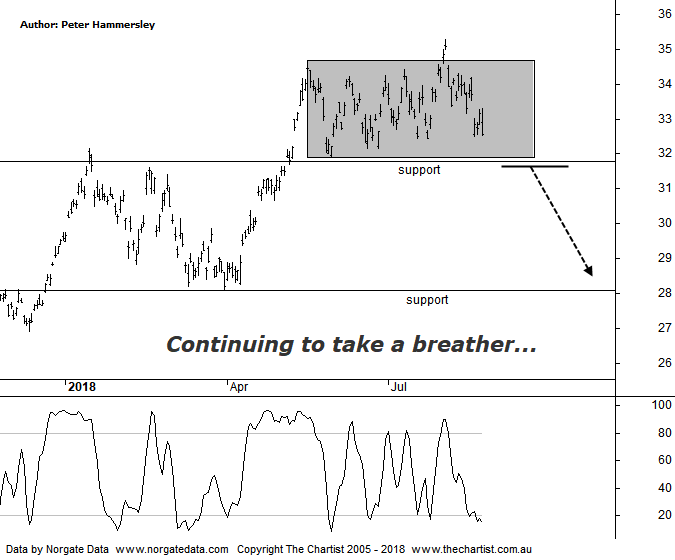 Author: Peter Hammersley
36
35
34
33
32
support
31
30
29
28
support
27
Continuing to take a breather...
26
2018 Apr Jul
100
80
60
40
20
Data by Norgate Data www.norgatedata.com Copyright The Chartist 2005 - 2018 www.thechartist.com.au